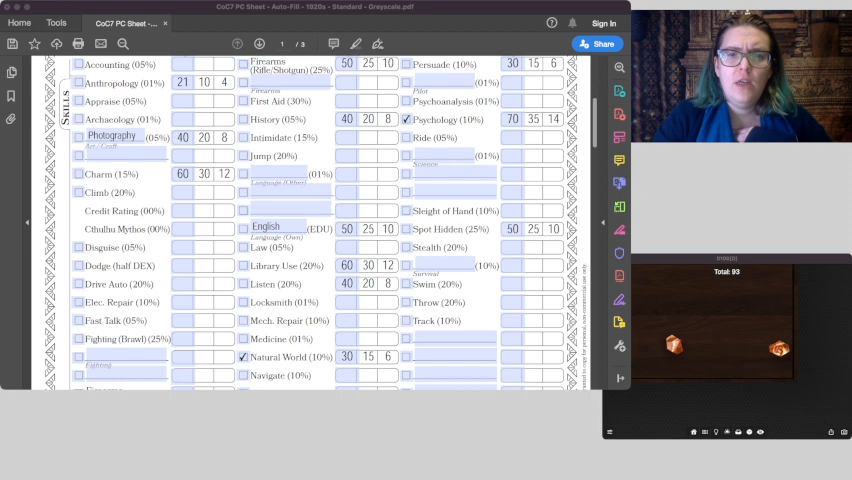 CoC7 PC Sheet - Auto-Fill - 1920s - Standard - Greyscale.pdf
Home Tools CoC7 PC Sheet -... × Sign In
1 / 3 Share
SKILLS
Accounting (05%)
Anthropology (01%) 21 10 4
Appraise (05%)
Archaeology (01%)
Photography (05%) 40 20 8
Art / Craft
Charm (15%) 60 30 12
Climb (20%)
Credit Rating (00%)
Cthulhu Mythos (00%)
Disguise (05%)
Dodge (half DEX)
Drive Auto (20%)
Elec. Repair (10%)
Fast Talk (05%)
Fighting (Brawl) (25%)
Fighting
Firearms
(Rifle/Shotgun) (25%) 50 25 10
Firearms
First Aid (30%)
History (05%) 40 20 8
Intimidate (15%)
Jump (20%)
(01%)
Language (Other)
English (EDU) 50 25 10
Language (Own)
Law (05%)
Library Use (20%) 60 30 12
Listen (20%) 40 20 8
Locksmith (01%)
Mech. Repair (10%)
Medicine (01%)
Natural World (10%) 30 15 6
Navigate (10%)
Persuade (10%) 30 15 6
(01%)
Pilot
Psychoanalysis (01%)
Psychology (10%) 70 35 14
Ride (05%)
(01%)
Science
Sleight of Hand (10%)
Spot Hidden (25%) 50 25 10
Stealth (20%)
(10%)
Survival
Swim (20%)
Throw (20%)
Track (10%)
for personal, non-commercial use only
Total: 93